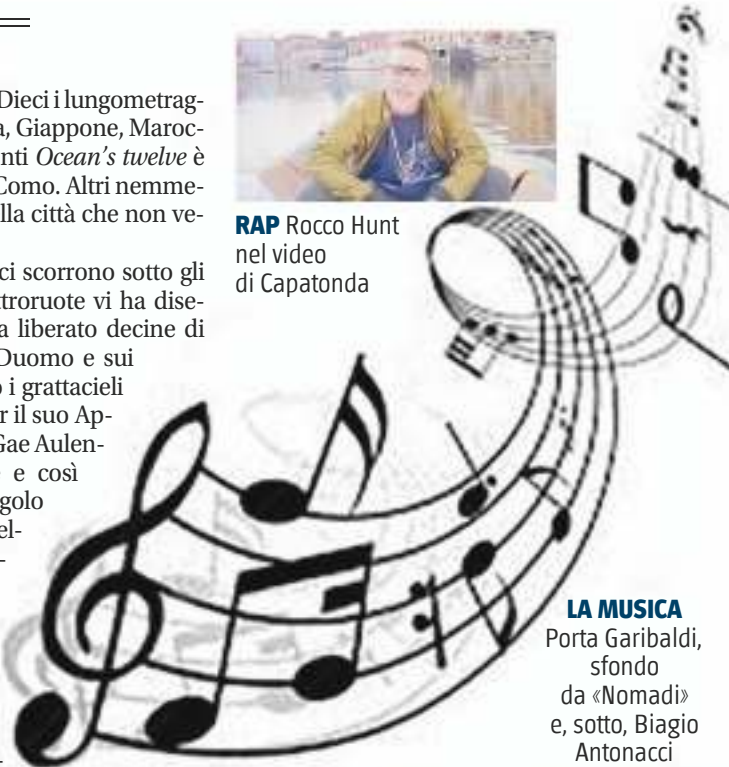 Dieci i lungometrag-
a, Giappone, Maroc-
nti Ocean's twelve è
Como. Altri nemme-
lla città che non ve-
ci scorrono sotto gli
ttroruote vi ha dise-
a liberato decine di
Duomo e sui
o i grattacieli
r il suo Ap-
Gae Aulen-
e così
golo
el-
-
RAP Rocco Hunt
nel video
di Capatonda
LA MUSICA
Porta Garibaldi,
sfondo
da «Nomadi»
e, sotto, Biagio
Antonacci